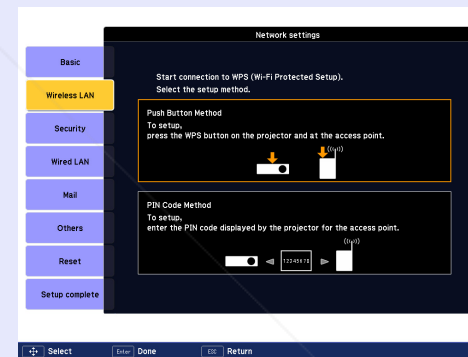 Network settings
Basic
Wireless LAN
Security
Wired LAN
Mail
Others
Reset
Setup complete
Start connection to WPS (Wi-Fi Protected Setup).
Select the setup method.
Push Button Method
To setup,
press the WPS button on the projector and at the access point.
PIN Code Method
To setup,
enter the PIN code displayed by the projector for the access point.
12345678
Select Enter Done ESC Return